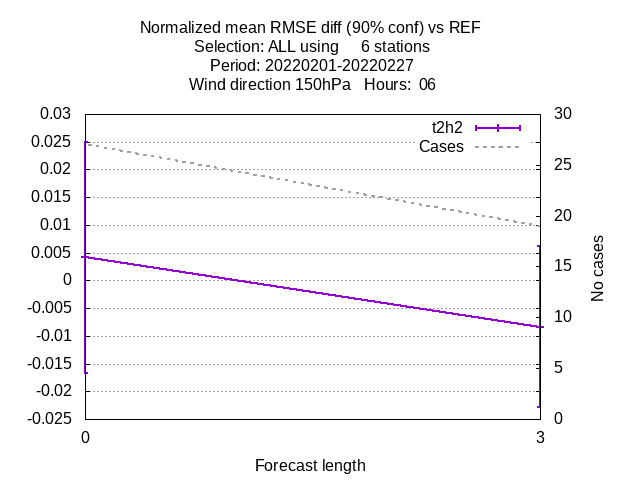 Normalized mean RMSE diff (90% conf) vs REF
Selection: ALL using     6 stations
Period: 20220201-20220227
Wind direction 150hPa   Hours:  06
0.03
0.025
0.02
0.015
0.01
0.005
0
-0.005
-0.01
-0.015
-0.02
-0.025
t2h2
Cases
30
25
20
15
10
5
0
No cases
0
3
Forecast length